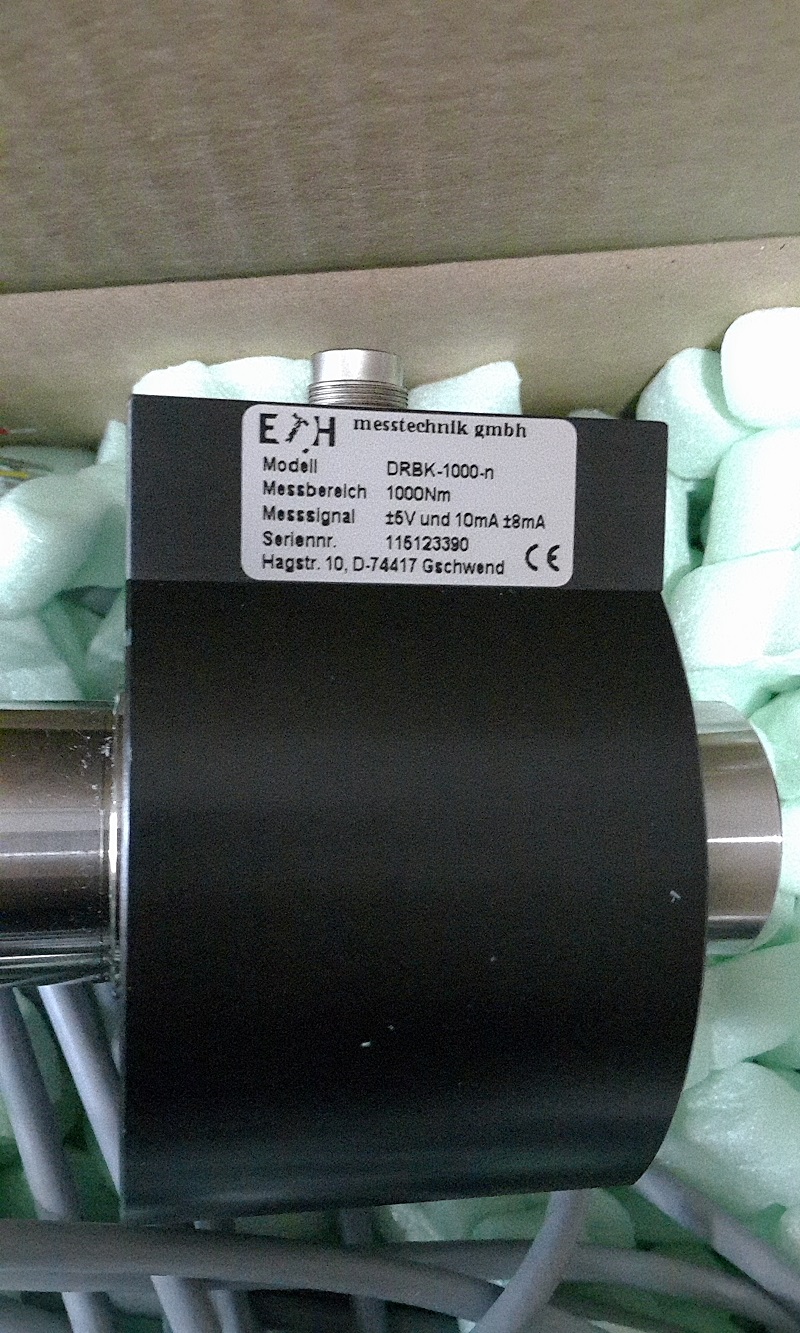 ETH messtechnik gmbh
Modell DRBK-1000-n
Messbereich 1000Nm
Messsignal ±5V und 10mA ±8mA
Seriennr. 115123390
Hagstr. 10, D-74417 Gschwend CE